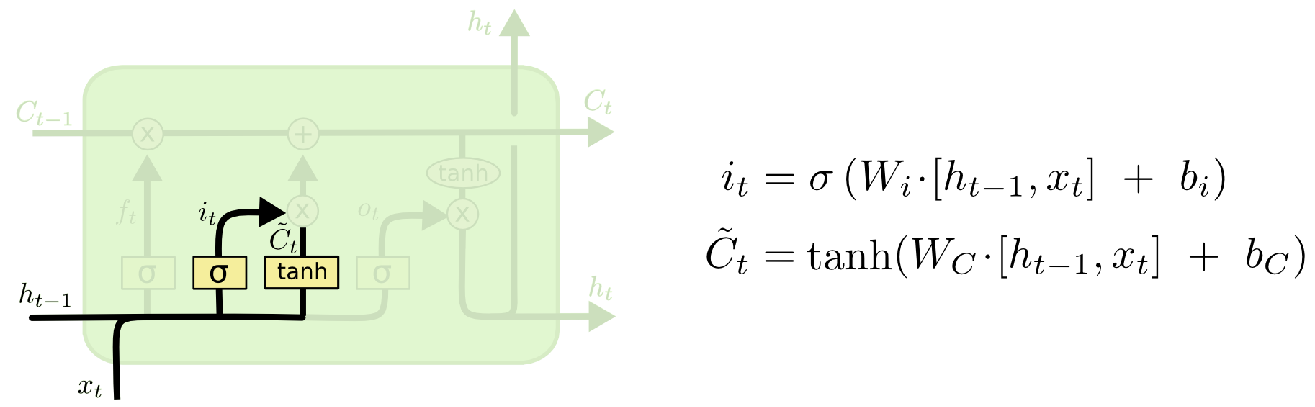 h_t
C_{t-1}
C_t
× +
tanh
f_t i_t × o_t ×
C̃_t
σ σ tanh σ
h_{t-1} h_t
x_t
i_t = σ (W_i·[h_{t-1}, x_t] + b_i)
C̃_t = tanh(W_C·[h_{t-1}, x_t] + b_C)